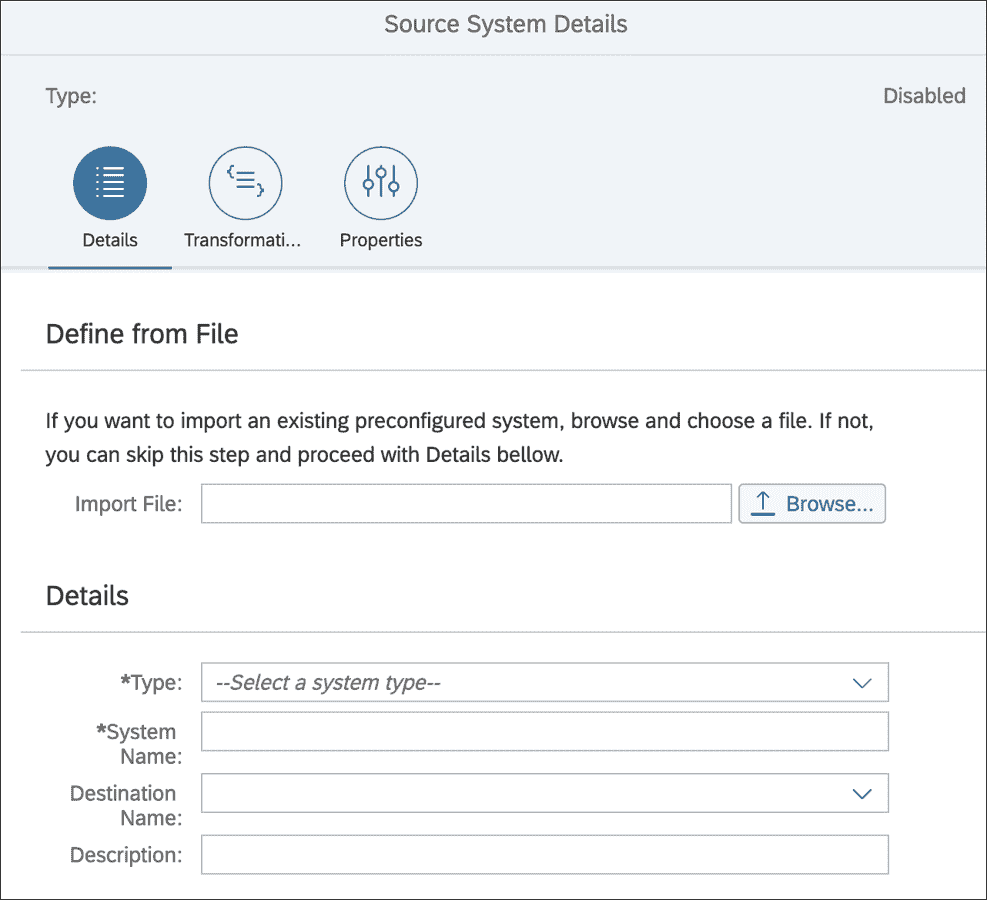 Source System Details
Type:
Disabled
Details
Transformati...
Properties
Define from File
If you want to import an existing preconfigured system, browse and choose a file. If not,
you can skip this step and proceed with Details bellow.
Import File:
Browse...
Details
*Type:
--Select a system type--
*System
Name:
Destination
Name:
Description: